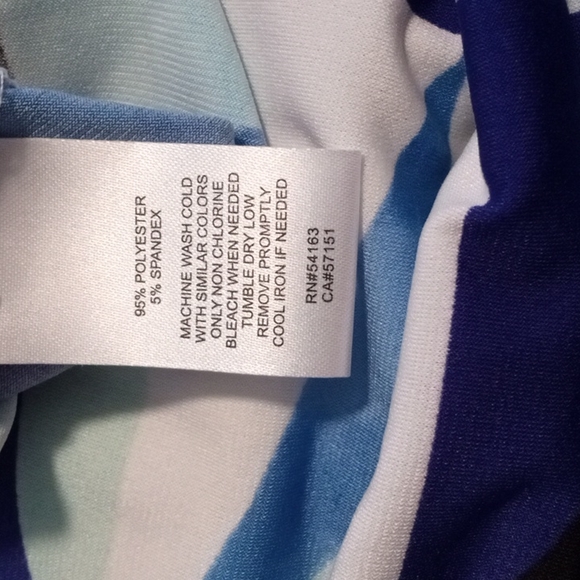 95% POLYESTER
5% SPANDEX
MACHINE WASH COLD
WITH SIMILAR COLORS
ONLY NON CHLORINE
BLEACH WHEN NEEDED
TUMBLE DRY LOW
REMOVE PROMPTLY
COOL IRON IF NEEDED
RN#54163
CA#57151